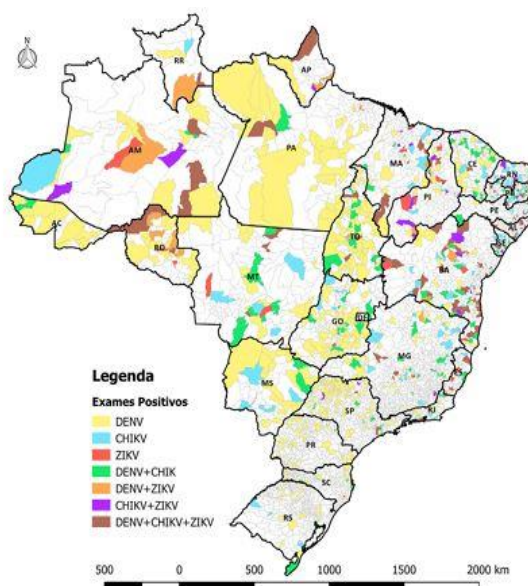 N
RR
AP
AM
PA
MA
CE
RN
PI
PE
AC
RO
TO
BA
MT
GO
DF
MG
MS
SP
RJ
PR
SC
RS
Legenda
Exames Positivos
DENV
CHIKV
ZIKV
DENV+CHIK
DENV+ZIKV
CHIKV+ZIKV
DENV+CHIKV+ZIKV
500 0 500 1000 1500 2000 km